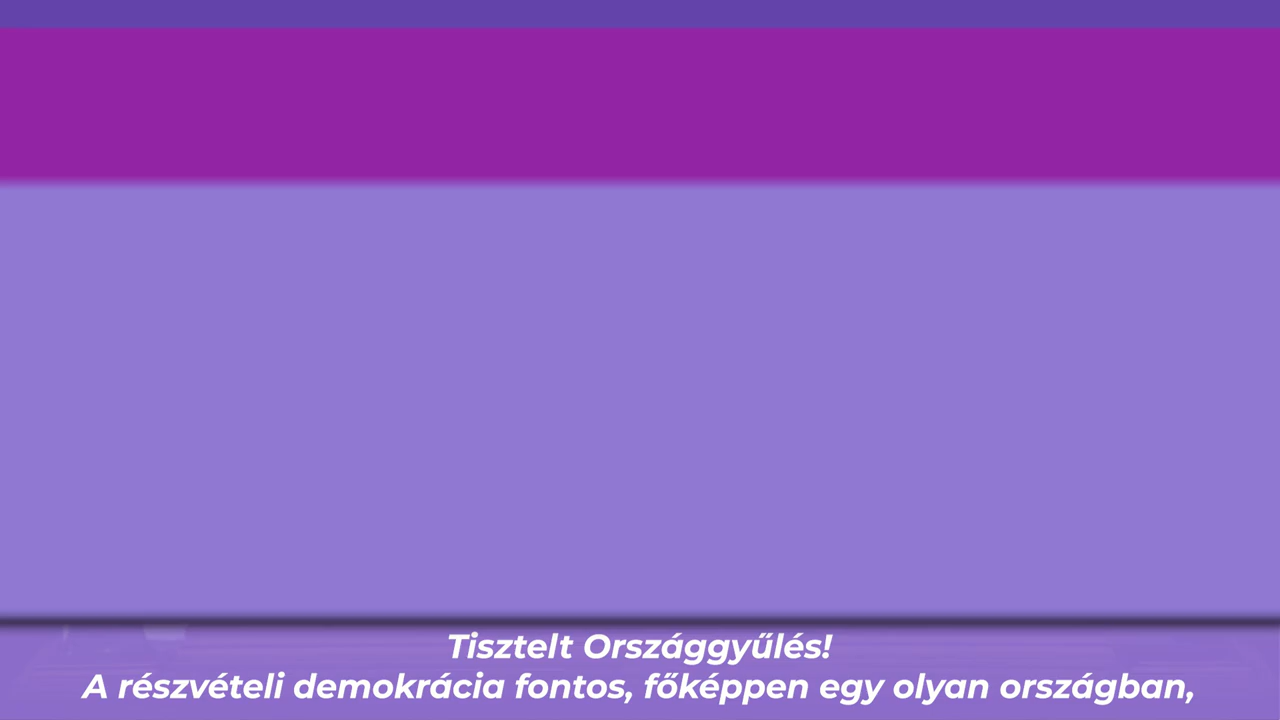 Tisztelt Országgyűlés!
A részvételi demokrácia fontos, főképpen egy olyan országban,